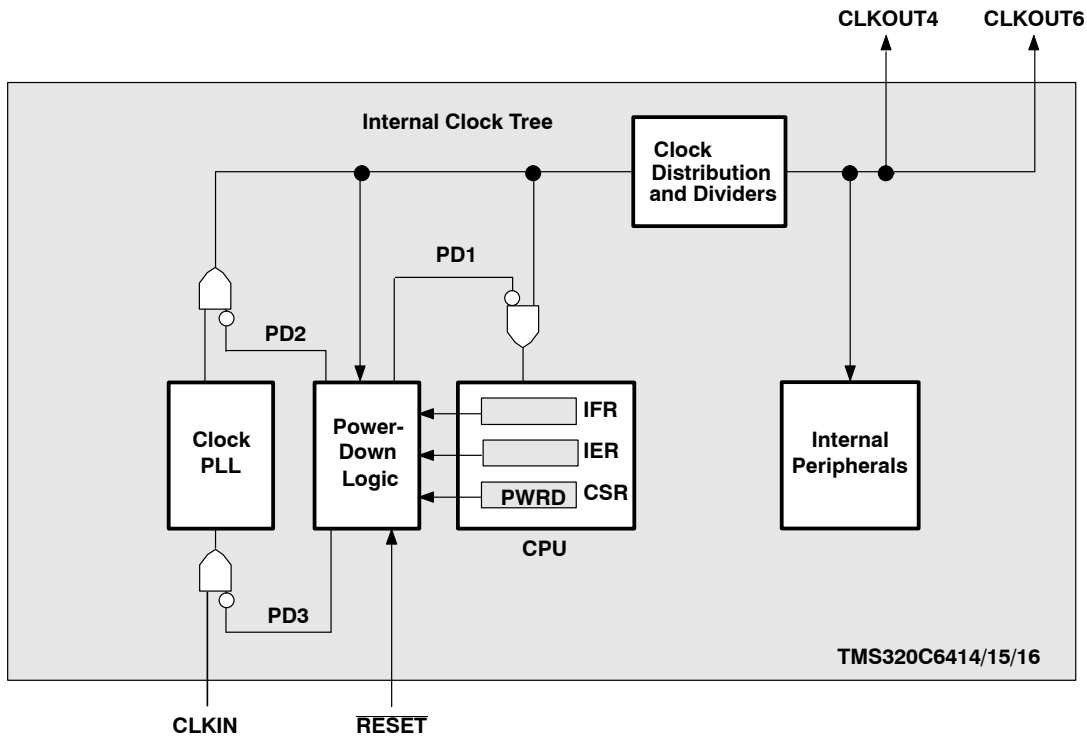 CLKOUT4
CLKOUT6
Internal Clock Tree
Clock
Distribution
and Dividers
PD1
PD2
Clock
PLL
Power-
Down
Logic
IFR
IER
PWRD
CSR
CPU
Internal
Peripherals
PD3
TMS320C6414/15/16
CLKIN
RESET